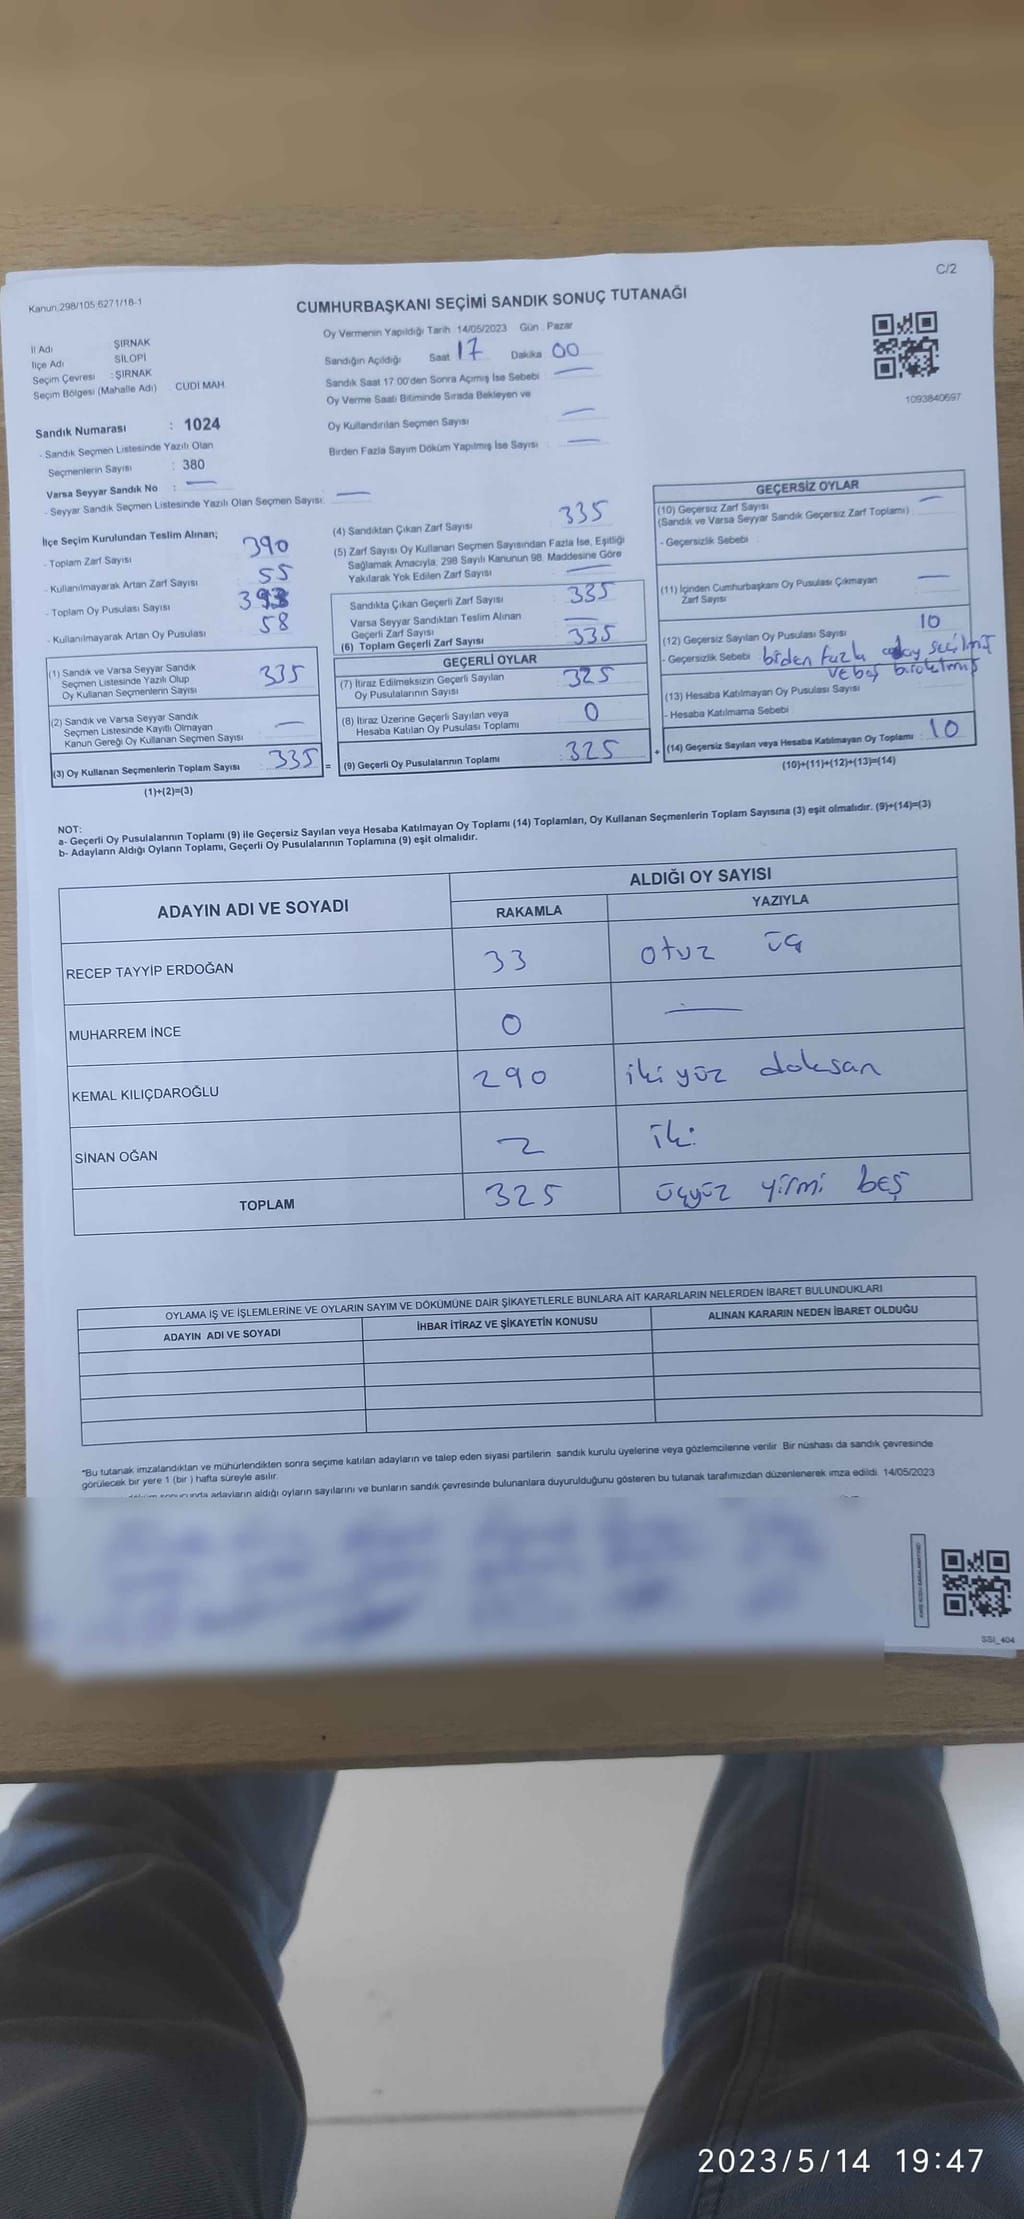 C/2
Kanun.298/105;6271/18-1
CUMHURBAŞKANI SEÇİMİ SANDIK SONUÇ TUTANAĞI
İl Adı : ŞIRNAK
İlçe Adı SİLOPİ
Seçim Çevresi : ŞIRNAK
Seçim Bölgesi (Mahalle Adı) : CUDİ MAH
Sandık Numarası : 1024
- Sandık Seçmen Listesinde Yazılı Olan
Seçmenlerin Sayısı : 380
Varsa Seyyar Sandık No : —
- Seyyar Sandık Seçmen Listesinde Yazılı Olan Seçmen Sayısı: —
Oy Vermenin Yapıldığı Tarih :14/05/2023 Gün : Pazar
Sandığın Açıldığı Saat 17 Dakika 00
Sandık Saat 17:00'den Sonra Açımış İse Sebebi : —
Oy Verme Saati Bitiminde Sırada Bekleyen ve
Oy Kullandırılan Seçmen Sayısı : —
Birden Fazla Sayım Döküm Yapılmış İse Sayısı : —
1093840697
İlçe Seçim Kurulundan Teslim Alınan;
- Toplam Zarf Sayısı 390
- Kullanılmayarak Artan Zarf Sayısı 55
- Toplam Oy Pusulası Sayısı
- Kullanılmayarak Artan Oy Pusulası 58
(1) Sandık ve Varsa Seyyar Sandık
Seçmen Listesinde Yazılı Olup
Oy Kullanan Seçmenlerin Sayısı : 335
(2) Sandık ve Varsa Seyyar Sandık
Seçmen Listesinde Kayıtlı Olmayan
Kanun Gereği Oy Kullanan Seçmen Sayısı : —
(3) Oy Kullanan Seçmenlerin Toplam Sayısı : 335 =
(1)+(2)=(3)
(4) Sandıktan Çıkan Zarf Sayısı : 335
(5) Zarf Sayısı Oy Kullanan Seçmen Sayısından Fazla İse, Eşitliği
Sağlamak Amacıyla, 298 Sayılı Kanunun 98. Maddesine Göre
Yakılarak Yok Edilen Zarf Sayısı : —
Sandıkta Çıkan Geçerli Zarf Sayısı : 335
Varsa Seyyar Sandıktan Teslim Alınan
Geçerli Zarf Sayısı : —
(6) Toplam Geçerli Zarf Sayısı : 335
GEÇERLİ OYLAR
(7) İtiraz Edilmeksizin Geçerli Sayılan
Oy Pusulalarının Sayısı : 325
(8) İtiraz Üzerine Geçerli Sayılan veya
Hesaba Katılan Oy Pusulası Toplamı : 0
(9) Geçerli Oy Pusulalarının Toplamı : 325 +
GEÇERSİZ OYLAR
(10) Geçersiz Zarf Sayısı : —
(Sandık ve Varsa Seyyar Sandık Geçersiz Zarf Toplamı)
- Geçersizlik Sebebi :
(11) İçinden Cumhurbaşkanı Oy Pusulası Çıkmayan
Zarf Sayısı : —
(12) Geçersiz Sayılan Oy Pusulası Sayısı : 10
- Geçersizlik Sebebi : biden fazla aday seçilmiş
ve boş bırakılmış
(13) Hesaba Katılmayan Oy Pusulası Sayısı :
- Hesaba Katılmama Sebebi :
(14) Geçersiz Sayılan veya Hesaba Katılmayan Oy Toplamı : 10
(10)+(11)+(12)+(13)=(14)
NOT:
a- Geçerli Oy Pusulalarının Toplamı (9) ile Geçersiz Sayılan veya Hesaba Katılmayan Oy Toplamı (14) Toplamları, Oy Kullanan Seçmenlerin Toplam Sayısına (3) eşit olmalıdır. (9)+(14)=(3)
b- Adayların Aldığı Oyların Toplamı, Geçerli Oy Pusulalarının Toplamına (9) eşit olmalıdır.
ADAYIN ADI VE SOYADI
ALDIĞI OY SAYISI
RAKAMLA YAZIYLA
RECEP TAYYİP ERDOĞAN 33 otuz üç
MUHARREM İNCE 0 —
KEMAL KILIÇDAROĞLU 290 iki yüz doksan
SİNAN OĞAN 2 iki
TOPLAM 325 üçyüz yirmi beş
OYLAMA İŞ VE İŞLEMLERİNE VE OYLARIN SAYIM VE DÖKÜMÜNE DAİR ŞİKAYETLERLE BUNLARA AİT KARARLARIN NELERDEN İBARET BULUNDUKLARI
ADAYIN ADI VE SOYADI İHBAR İTİRAZ VE ŞİKAYETİN KONUSU ALINAN KARARIN NEDEN İBARET OLDUĞU
"Bu tutanak imzalandıktan ve mühürlendikten sonra seçime katılan adayların ve talep eden siyasi partilerin sandık kurulu üyelerine veya gözlemcilerine verilir. Bir nüshası da sandık çevresinde
görülecek bir yere 1 (bir ) hafta süreyle asılır.
adayların aldığı oyların sayılarını ve bunların sandık çevresinde bulunanlara duyurulduğunu gösteren bu tutanak tarafımızdan düzenlenerek imza edildi. 14/05/2023
SSI_404
2023/5/14 19:47